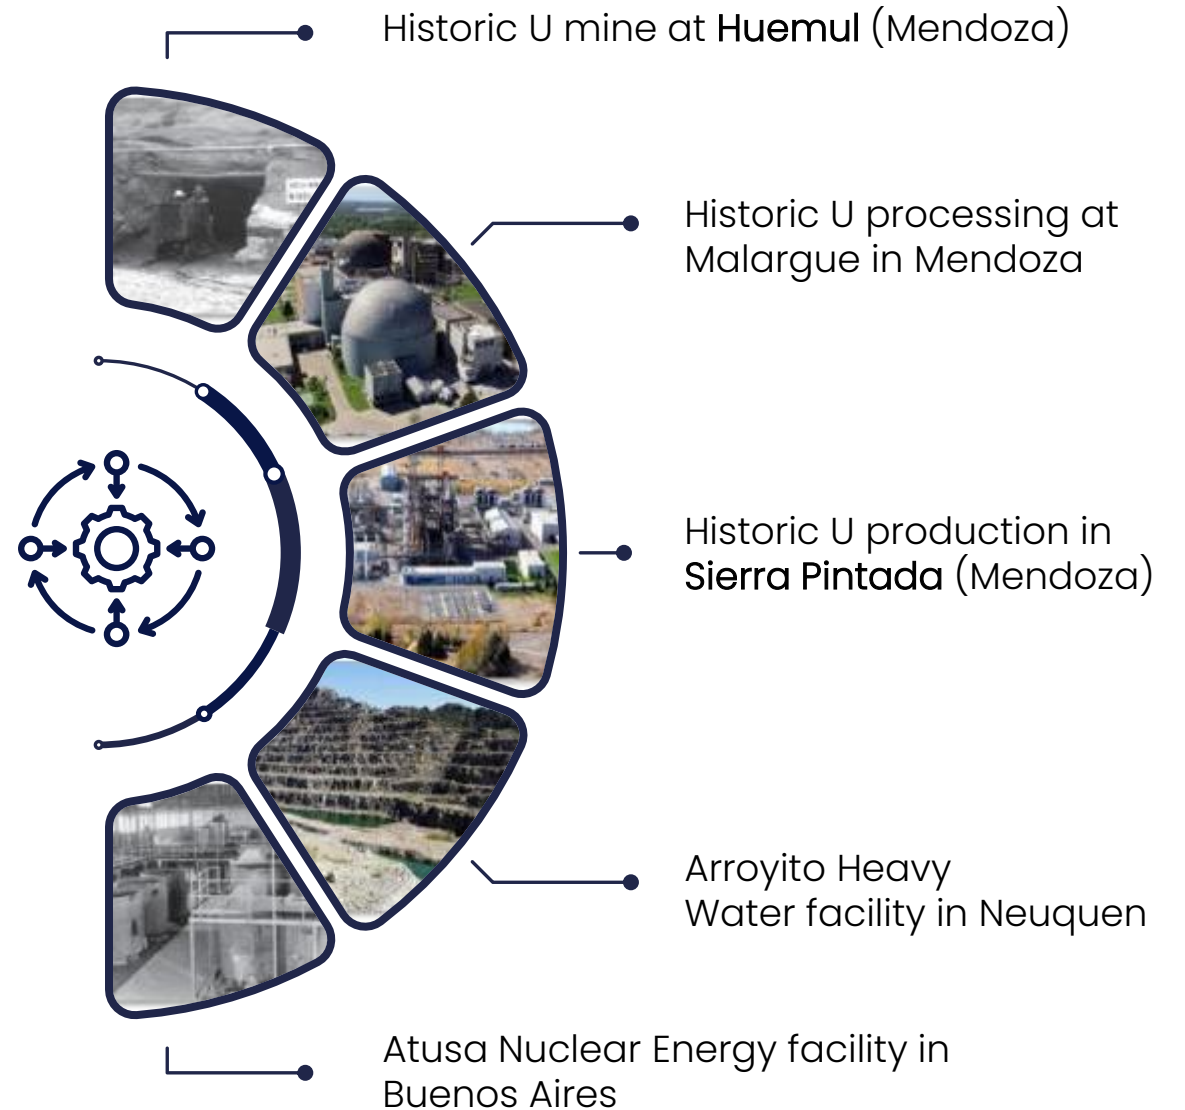 Historic U mine at Huemul (Mendoza)
Historic U processing at
Malargue in Mendoza
Historic U production in
Sierra Pintada (Mendoza)
Arroyito Heavy
Water facility in Neuquen
Atusa Nuclear Energy facility in
Buenos Aires